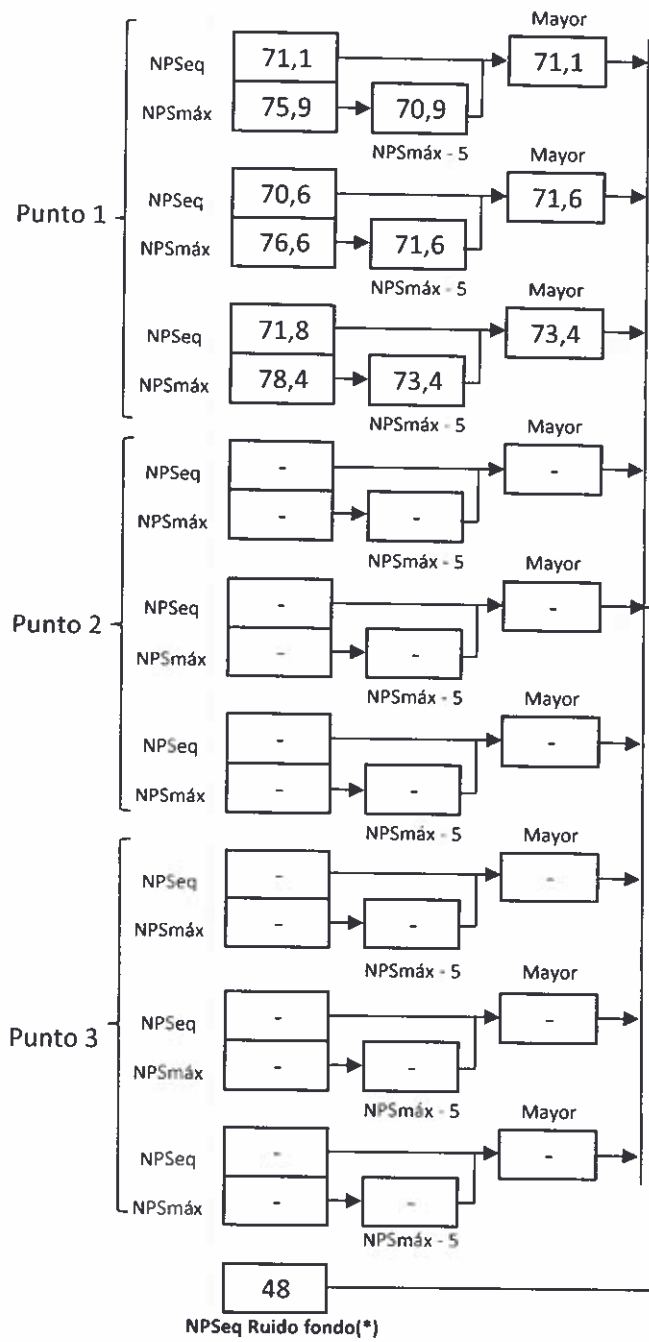 Mayor
NPSeq 71,1 71,1
NPSmáx 75,9 70,9
NPSmáx - 5
Mayor
Punto 1
NPSeq 70,6 71,6
NPSmáx 76,6 71,6
NPSmáx - 5
Mayor
NPSeq 71,8 73,4
NPSmáx 78,4 73,4
NPSmáx - 5
Mayor
NPSeq - -
NPSmáx - -
NPSmáx - 5
Mayor
Punto 2
NPSeq - -
NPSmáx - -
NPSmáx - 5
Mayor
NPSeq - -
NPSmáx - -
NPSmáx - 5
Mayor
NPSeq - -
NPSmáx - -
NPSmáx - 5
Mayor
Punto 3
NPSeq - -
NPSmáx - -
NPSmáx - 5
Mayor
NPSeq - -
NPSmáx - -
NPSmáx - 5
48
NPSeq Ruido fondo(*)